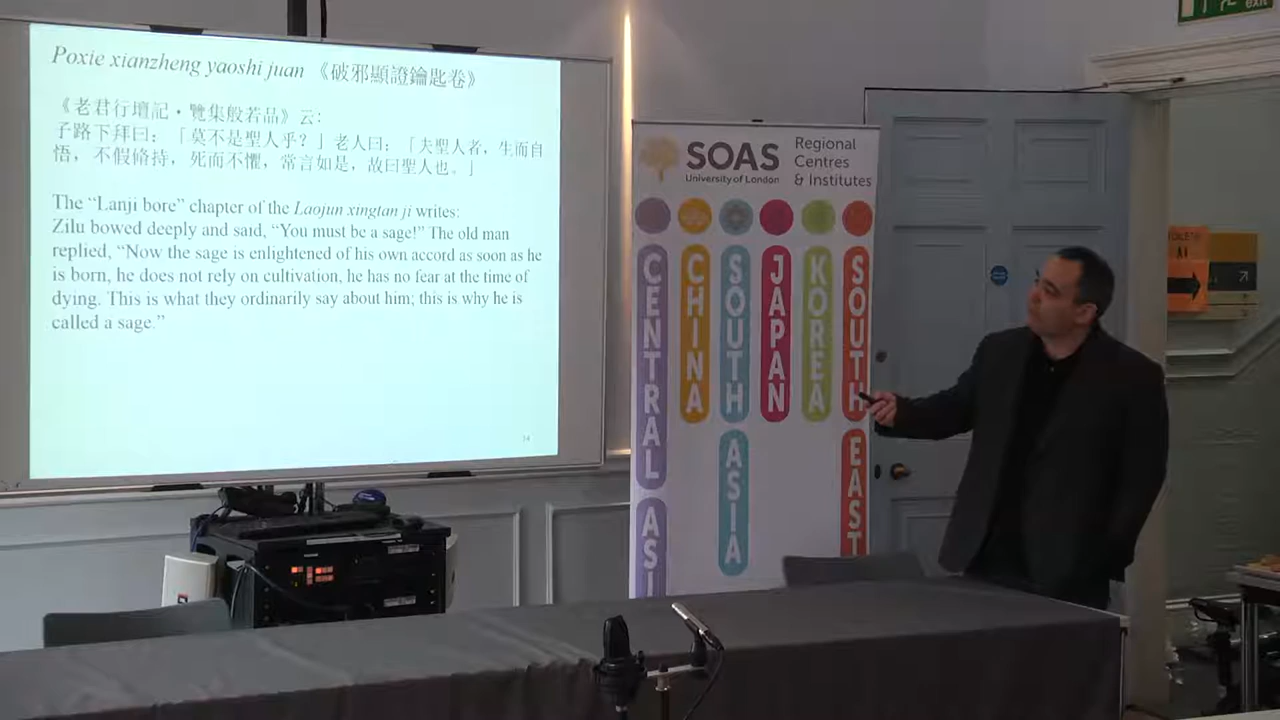 Poxie xianzheng yaoshi juan 《破邪顯證鑰匙卷》
《老君行壇記・覽集般若品》云:
子路下拜曰:「莫不是聖人乎?」老人曰:「夫聖人者,生而自
悟,不假脩持,死而不懼,常言如是,故曰聖人也。」
The “Lanji bore” chapter of the Laojun xingtan ji writes:
Zilu bowed deeply and said, “You must be a sage!” The old man
replied, “Now the sage is enlightened of his own accord as soon as he
is born, he does not rely on cultivation, he has no fear at the time of
dying. This is what they ordinarily say about him; this is why he is
called a sage.”
14
SOAS
University of London
Regional
Centres
& Institutes
CENTRAL ASI
CHINA
SOUTH ASIA
JAPAN
KOREA
SOUTH EAST
exit